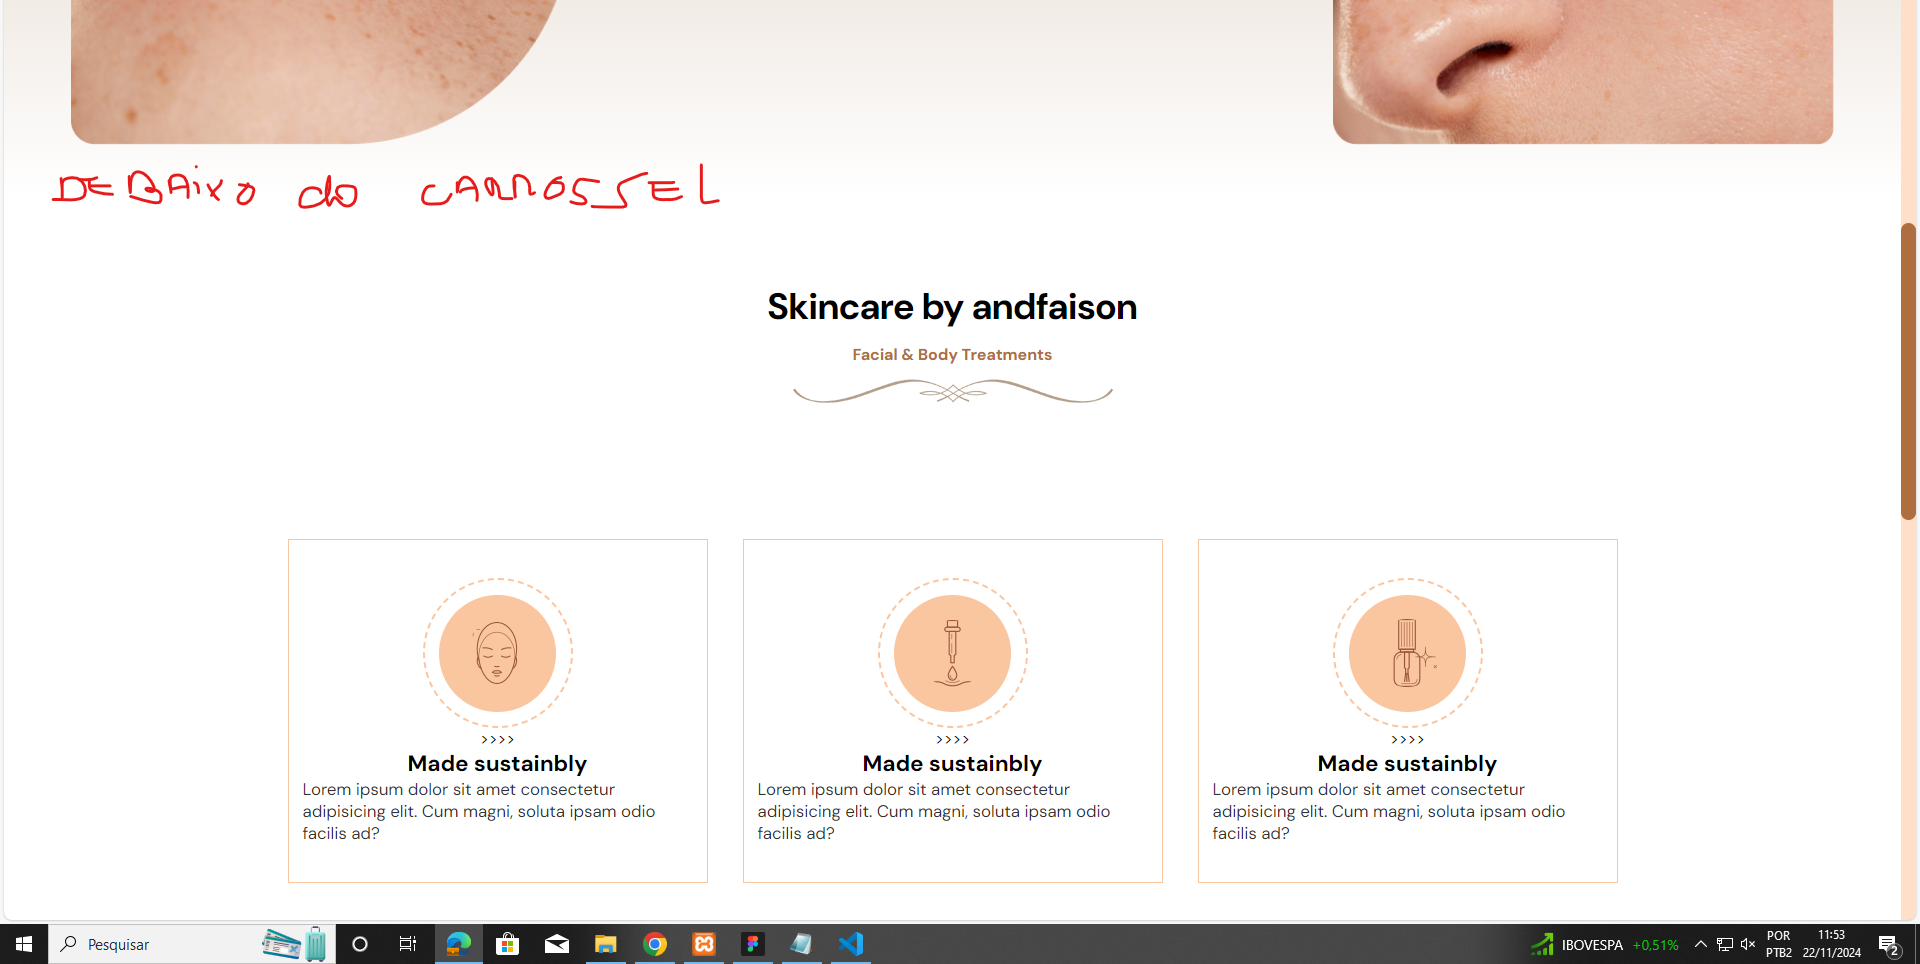 DEBAiXO do CARROSSEL
Skincare by andfaison
Facial & Body Treatments
>>>>
Made sustainbly
Lorem ipsum dolor sit amet consectetur
adipisicing elit. Cum magni, soluta ipsam odio
facilis ad?
>>>>
Made sustainbly
Lorem ipsum dolor sit amet consectetur
adipisicing elit. Cum magni, soluta ipsam odio
facilis ad?
>>>>
Made sustainbly
Lorem ipsum dolor sit amet consectetur
adipisicing elit. Cum magni, soluta ipsam odio
facilis ad?
Pesquisar
IBOVESPA +0,51%
POR
PTB2
11:53
22/11/2024
2